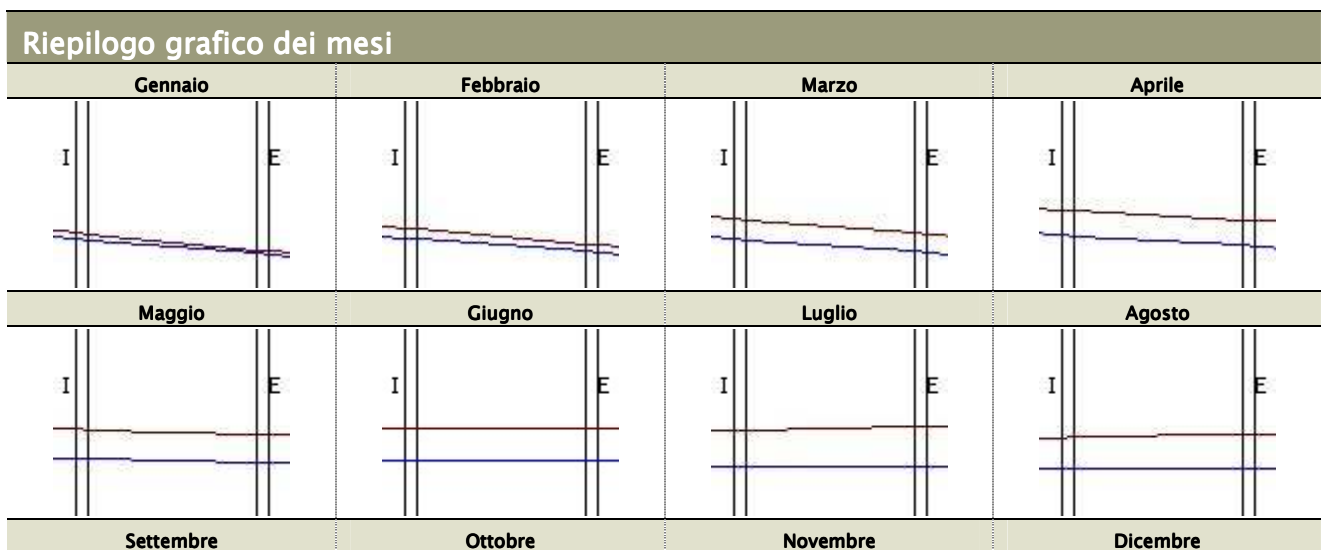 Riepilogo grafico dei mesi
Gennaio Febbraio Marzo Aprile
I E I E I E I E
Maggio Giugno Luglio Agosto
I E I E I E I E
Settembre Ottobre Novembre Dicembre